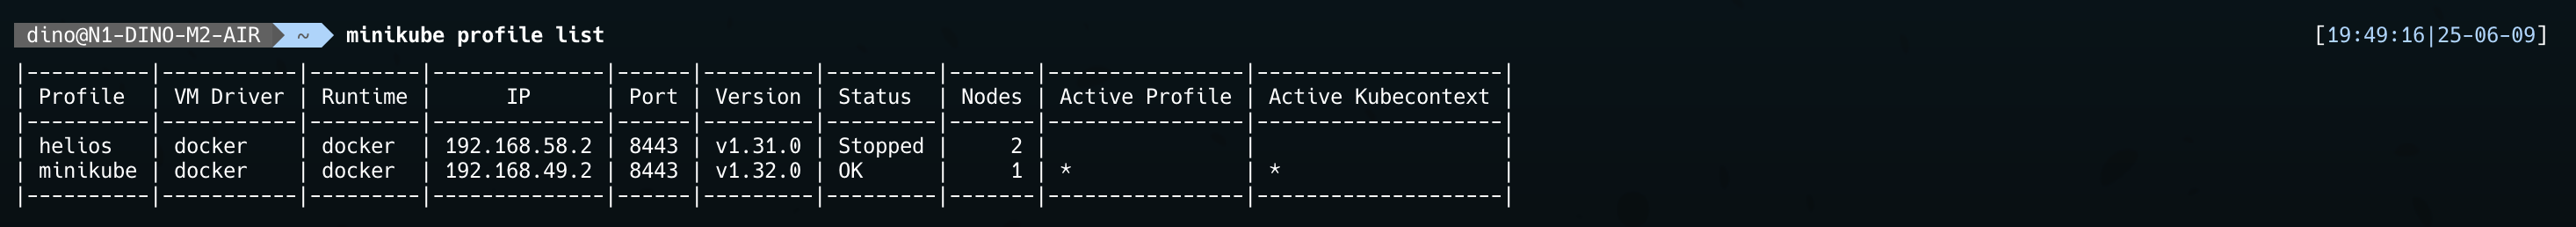 dino@N1-DINO-M2-AIR ~ minikube profile list [19:49:16|25-06-09]
|----------|-----------|---------|--------------|------|---------|---------|-------|----------------|--------------------|
| Profile  | VM Driver | Runtime |      IP      | Port | Version | Status  | Nodes | Active Profile | Active Kubecontext |
|----------|-----------|---------|--------------|------|---------|---------|-------|----------------|--------------------|
| helios   | docker    | docker  | 192.168.58.2 | 8443 | v1.31.0 | Stopped |     2 |                |                    |
| minikube | docker    | docker  | 192.168.49.2 | 8443 | v1.32.0 | OK      |     1 | *              | *                  |
|----------|-----------|---------|--------------|------|---------|---------|-------|----------------|--------------------|